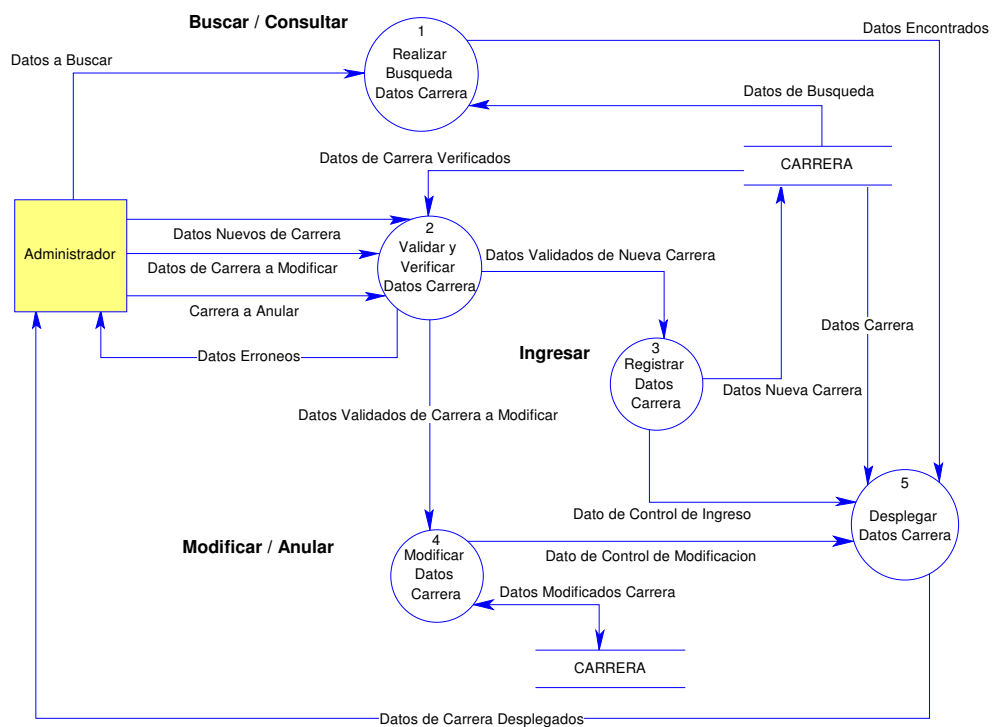 Buscar / Consultar
Datos Encontrados
1
Realizar
Busqueda
Datos Carrera
Datos a Buscar
Datos de Busqueda
Datos de Carrera Verificados
CARRERA
Administrador
Datos Nuevos de Carrera
Datos de Carrera a Modificar
Carrera a Anular
Datos Erroneos
2
Validar y
Verificar
Datos Carrera
Datos Validados de Nueva Carrera
Datos Carrera
Ingresar
3
Registrar
Datos
Carrera
Datos Nueva Carrera
Datos Validados de Carrera a Modificar
5
Desplegar
Datos Carrera
Dato de Control de Ingreso
Modificar / Anular
4
Modificar
Datos
Carrera
Dato de Control de Modificacion
Datos Modificados Carrera
CARRERA
Datos de Carrera Desplegados